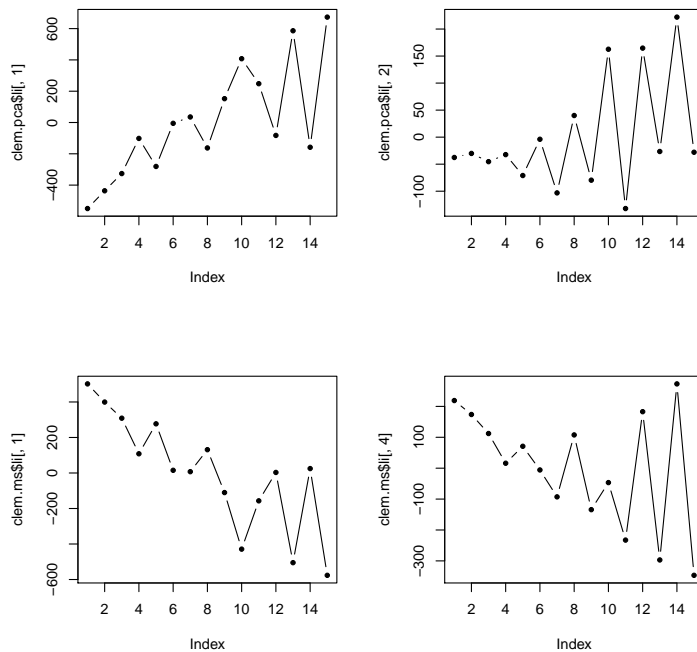 clem.pca$li[, 1]
600
200
0
−400
2 4 6 8 10 12 14
Index
clem.pca$li[, 2]
150
50
0
−100
2 4 6 8 10 12 14
Index
clem.ms$li[, 1]
200
0
−200
−600
2 4 6 8 10 12 14
Index
clem.ms$li[, 4]
100
−100
−300
2 4 6 8 10 12 14
Index